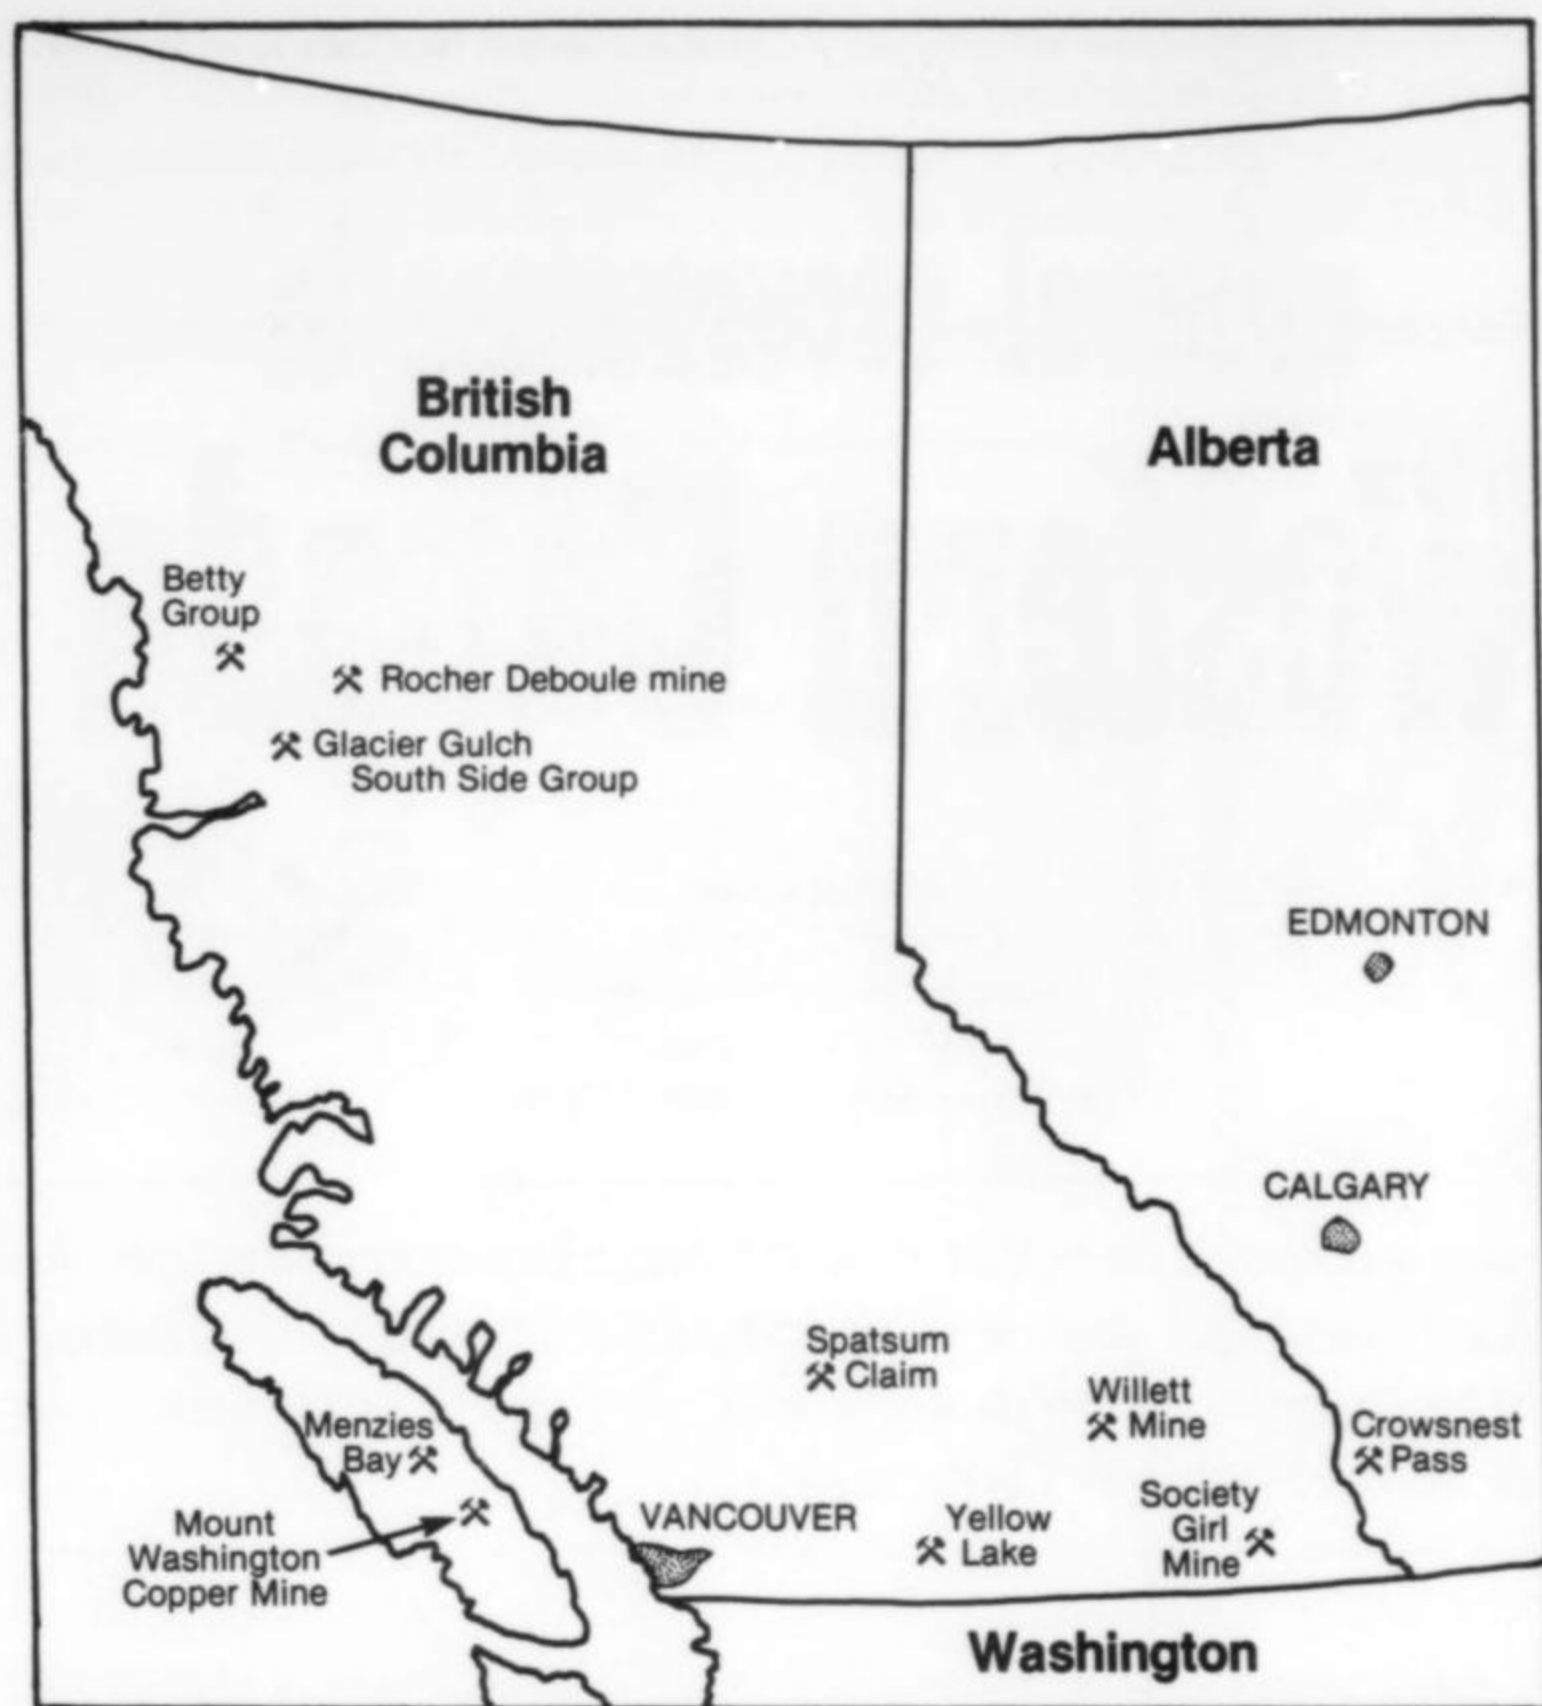 British
Columbia
Alberta
Betty
Group
Rocher Deboule mine
Glacier Gulch
South Side Group
EDMONTON
CALGARY
Spatsum
Claim
Willett
Mine
Crowsnest
Pass
Menzies
Bay
Mount
Washington
Copper Mine
VANCOUVER
Yellow
Lake
Society
Girl
Mine
Washington